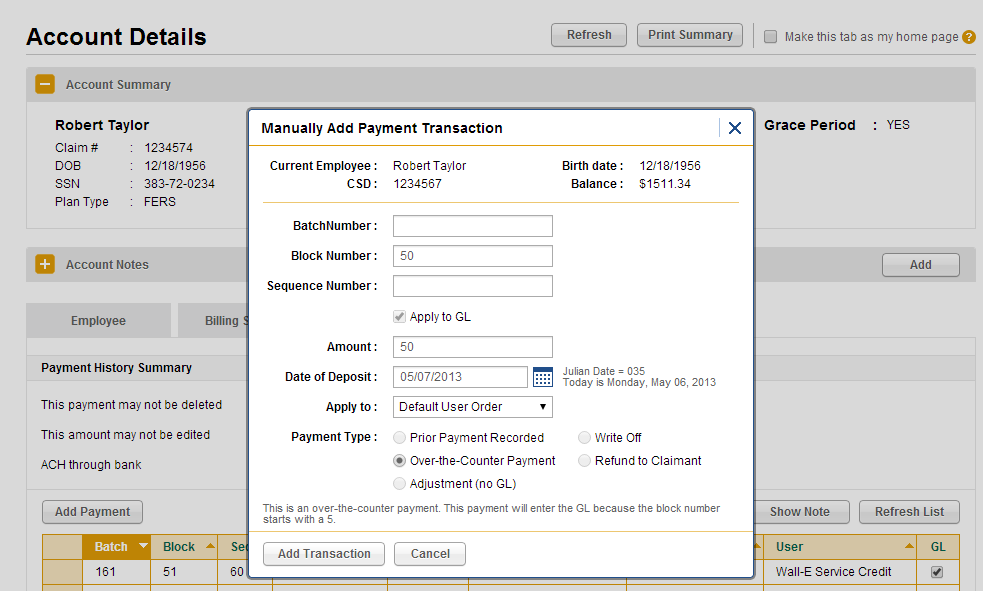 Account Details
Refresh
Print Summary
Make this tab as my home page ?
Account Summary
Robert Taylor
Claim # : 1234574
DOB : 12/18/1956
SSN : 383-72-0234
Plan Type : FERS
Grace Period : YES
Account Notes
Add
Employee
Billing S
Payment History Summary
This payment may not be deleted
This amount may not be edited
ACH through bank
Add Payment
Show Note
Refresh List
Batch Block Sec User GL
161 51 60 Wall-E Service Credit
Manually Add Payment Transaction
Current Employee : Robert Taylor Birth date : 12/18/1956
CSD : 1234567 Balance : $1511.34
BatchNumber :
Block Number : 50
Sequence Number :
Apply to GL
Amount : 50
Date of Deposit : 05/07/2013
Julian Date = 035
Today is Monday, May 06, 2013
Apply to : Default User Order
Payment Type : Prior Payment Recorded Write Off
Over-the-Counter Payment Refund to Claimant
Adjustment (no GL)
This is an over-the-counter payment. This payment will enter the GL because the block number
starts with a 5.
Add Transaction
Cancel